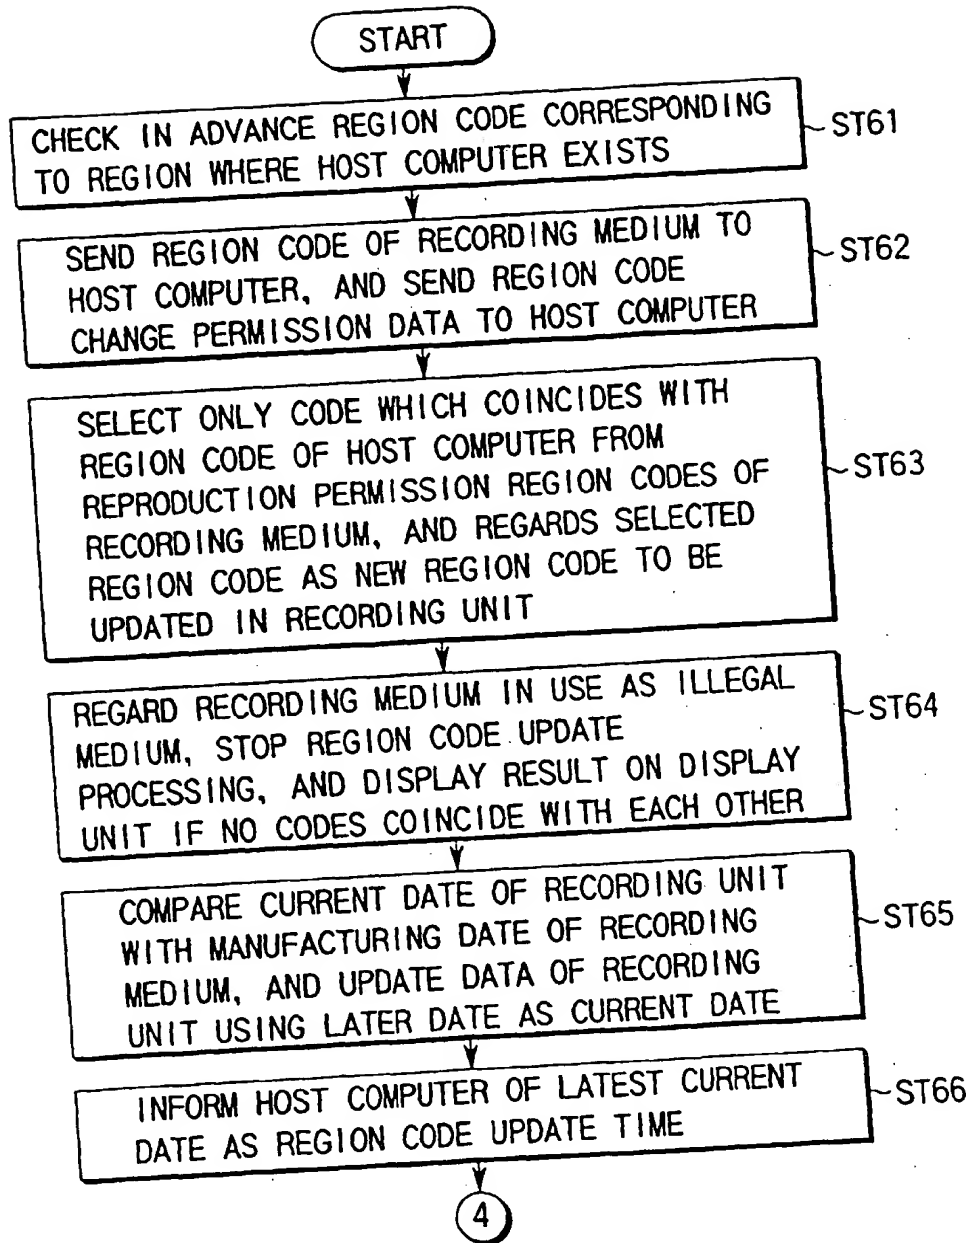 START
CHECK IN ADVANCE REGION CODE CORRESPONDING
TO REGION WHERE HOST COMPUTER EXISTS
ST61
SEND REGION CODE OF RECORDING MEDIUM TO
HOST COMPUTER, AND SEND REGION CODE
CHANGE PERMISSION DATA TO HOST COMPUTER
ST62
SELECT ONLY CODE WHICH COINCIDES WITH
REGION CODE OF HOST COMPUTER FROM
REPRODUCTION PERMISSION REGION CODES OF
RECORDING MEDIUM, AND REGARDS SELECTED
REGION CODE AS NEW REGION CODE TO BE
UPDATED IN RECORDING UNIT
ST63
REGARD RECORDING MEDIUM IN USE AS ILLEGAL
MEDIUM, STOP REGION CODE UPDATE
PROCESSING, AND DISPLAY RESULT ON DISPLAY
UNIT IF NO CODES COINCIDE WITH EACH OTHER
ST64
COMPARE CURRENT DATE OF RECORDING UNIT
WITH MANUFACTURING DATE OF RECORDING
MEDIUM, AND UPDATE DATA OF RECORDING
UNIT USING LATER DATE AS CURRENT DATE
ST65
INFORM HOST COMPUTER OF LATEST CURRENT
DATE AS REGION CODE UPDATE TIME
ST66
4